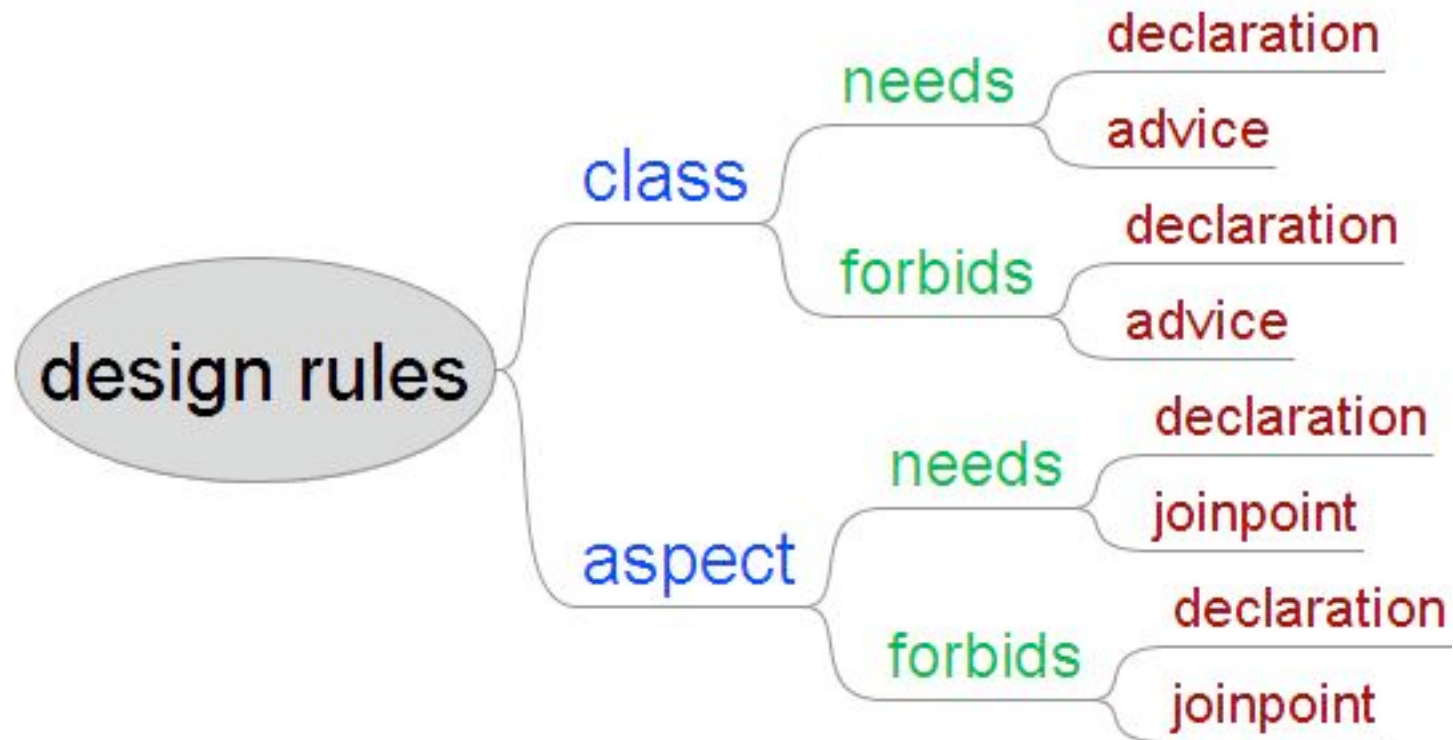 design rules
class
needs
declaration
advice
forbids
declaration
advice
aspect
needs
declaration
joinpoint
forbids
declaration
joinpoint